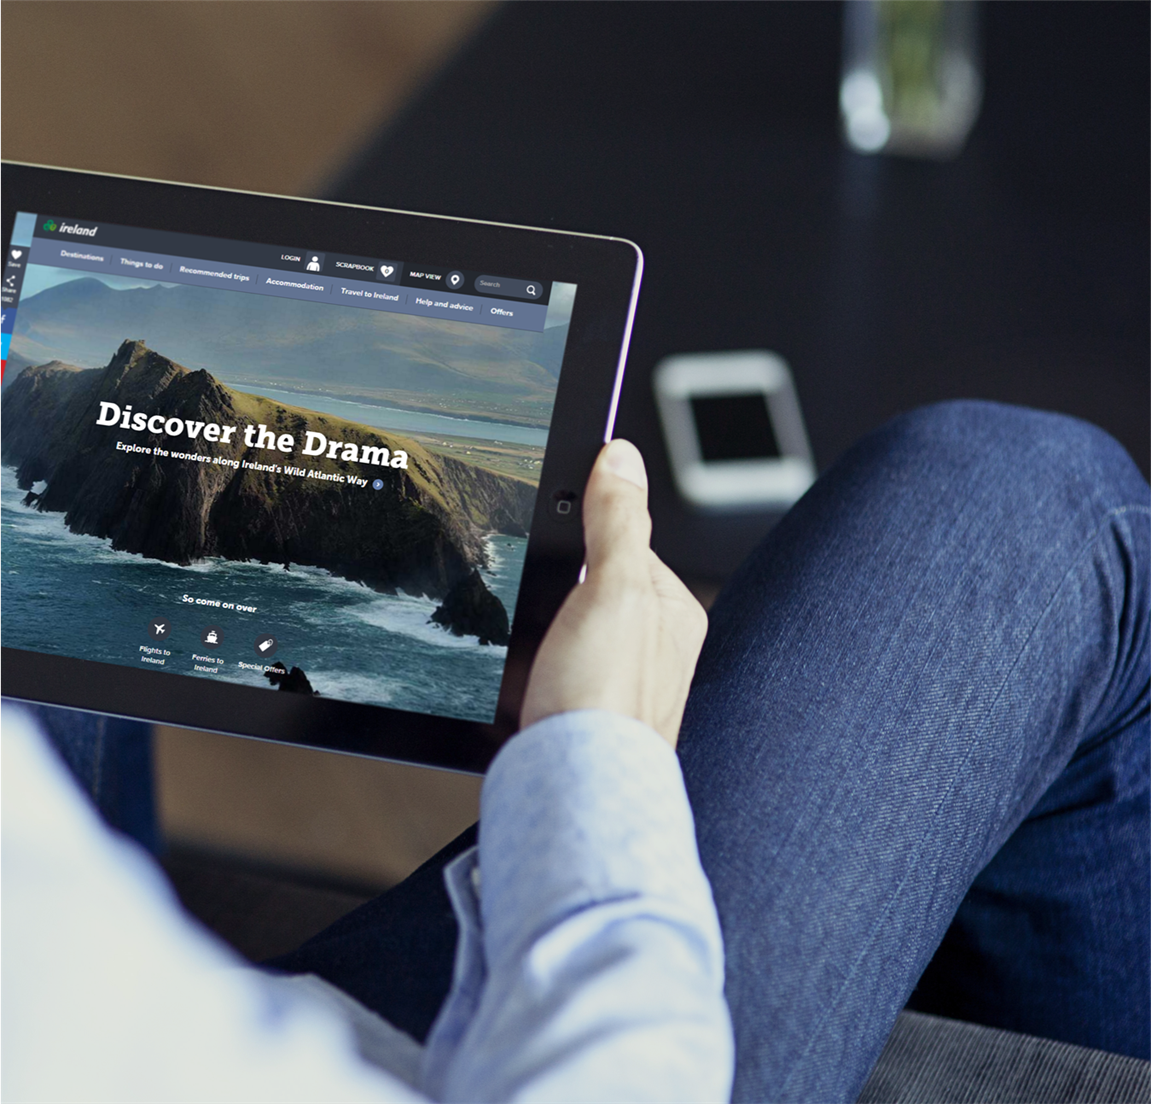 ireland
LOGIN
SCRAPBOOK
0
MAP VIEW
Search
Destinations
Things to do
Recommended trips
Accommodation
Travel to Ireland
Help and advice
Offers
Save
Share
f
Discover the Drama
Explore the wonders along Ireland's Wild Atlantic Way
So come on over
Flights to
Ireland
Ferries to
Ireland
Special Offers